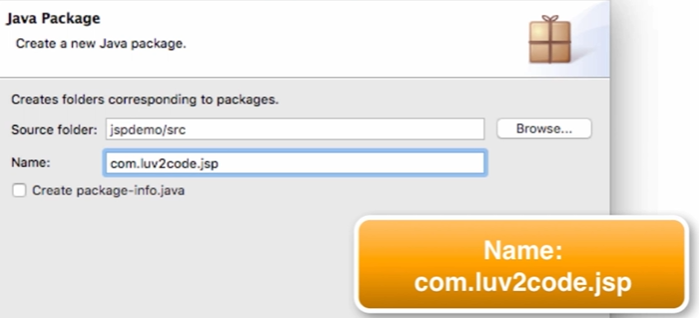 Java Package
Create a new Java package.
Creates folders corresponding to packages.
Source folder: jspdemo/src Browse...
Name: com.luv2code.jsp
Create package-info.java
Name:
com.luv2code.jsp